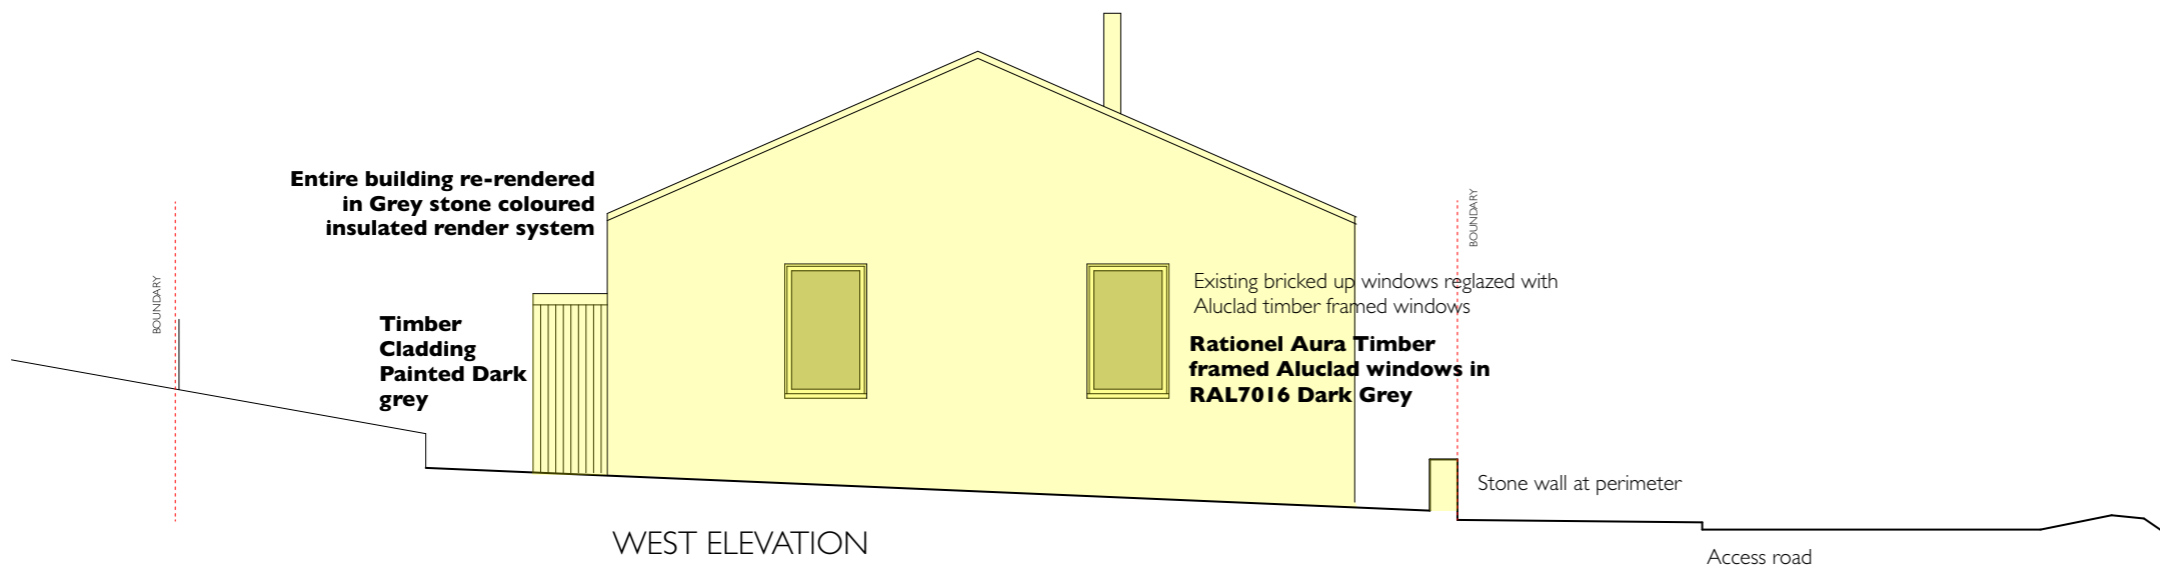 Entire building re-rendered
in Grey stone coloured
insulated render system
BOUNDARY
BOUNDARY
Timber
Cladding
Painted Dark
grey
Existing bricked up windows reglazed with
Aluclad timber framed windows
Rationel Aura Timber
framed Aluclad windows in
RAL7016 Dark Grey
Stone wall at perimeter
WEST ELEVATION
Access road